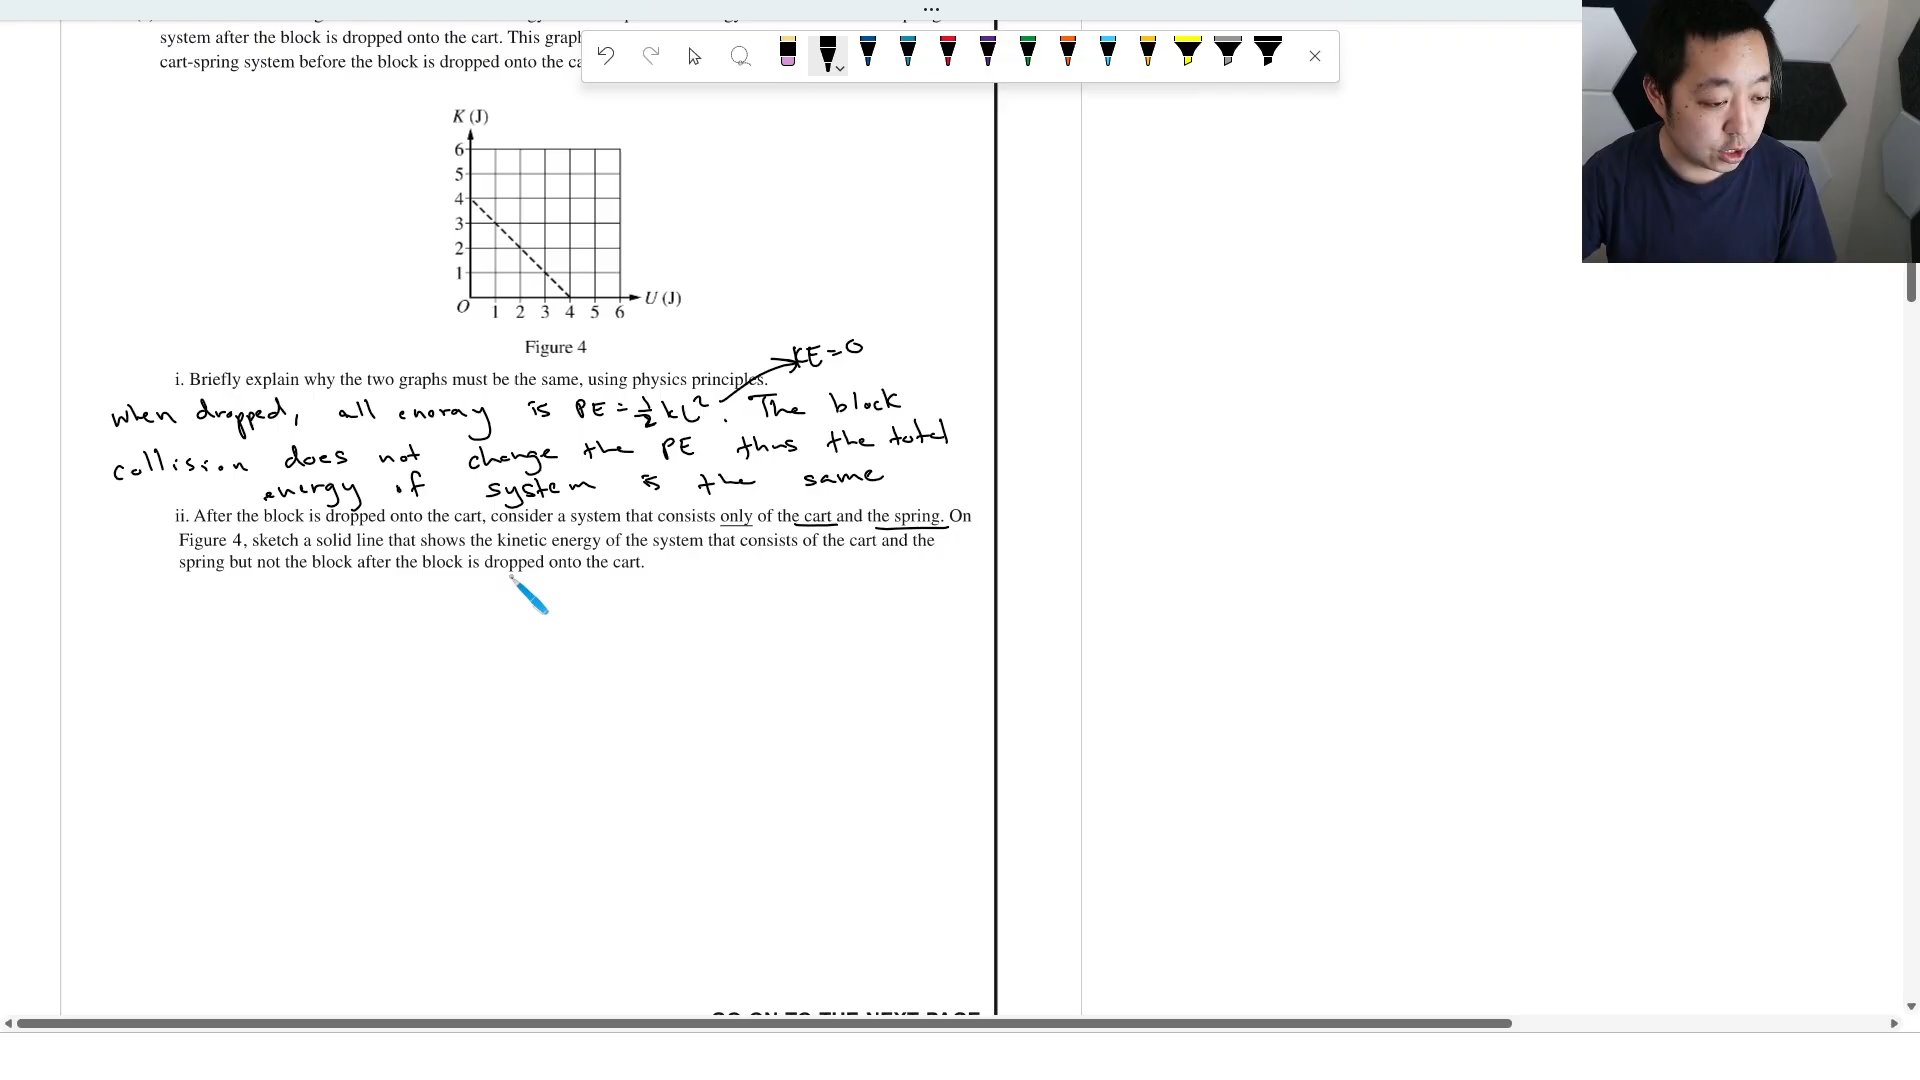 system after the block is dropped onto the cart. This grap
cart-spring system before the block is dropped onto the ca
K (J)
6
5
4
3
2
1
O
1 2 3 4 5 6
U (J)
Figure 4
KE = 0
i. Briefly explain why the two graphs must be the same, using physics principles.
when dropped, all energy is PE = ½ kL². The block
collision does not change the PE thus the total
energy of system is the same
ii. After the block is dropped onto the cart, consider a system that consists only of the cart and the spring. On
Figure 4, sketch a solid line that shows the kinetic energy of the system that consists of the cart and the
spring but not the block after the block is dropped onto the cart.